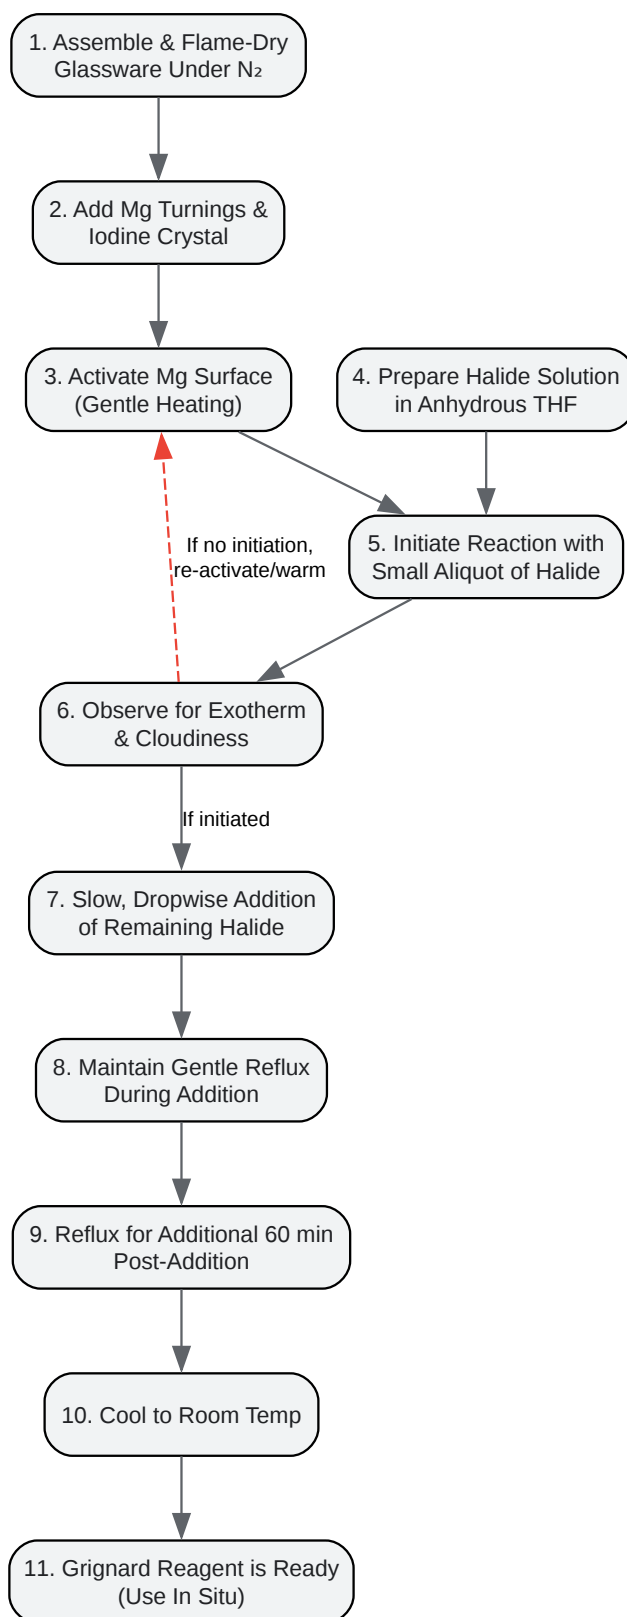 1. Assemble & Flame-Dry
Glassware Under N₂
2. Add Mg Turnings &
Iodine Crystal
3. Activate Mg Surface
(Gentle Heating)
4. Prepare Halide Solution
in Anhydrous THF
If no initiation,
re-activate/warm
5. Initiate Reaction with
Small Aliquot of Halide
6. Observe for Exotherm
& Cloudiness
If initiated
7. Slow, Dropwise Addition
of Remaining Halide
8. Maintain Gentle Reflux
During Addition
9. Reflux for Additional 60 min
Post-Addition
10. Cool to Room Temp
11. Grignard Reagent is Ready
(Use In Situ)